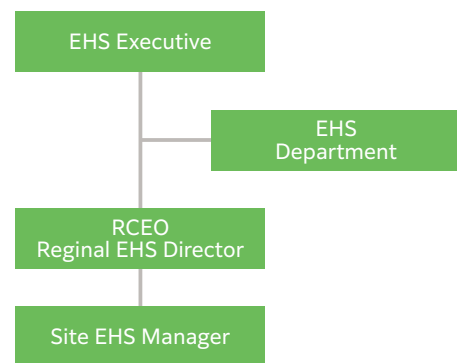 EHS Executive
EHS
Department
RCEO
Reginal EHS Director
Site EHS Manager